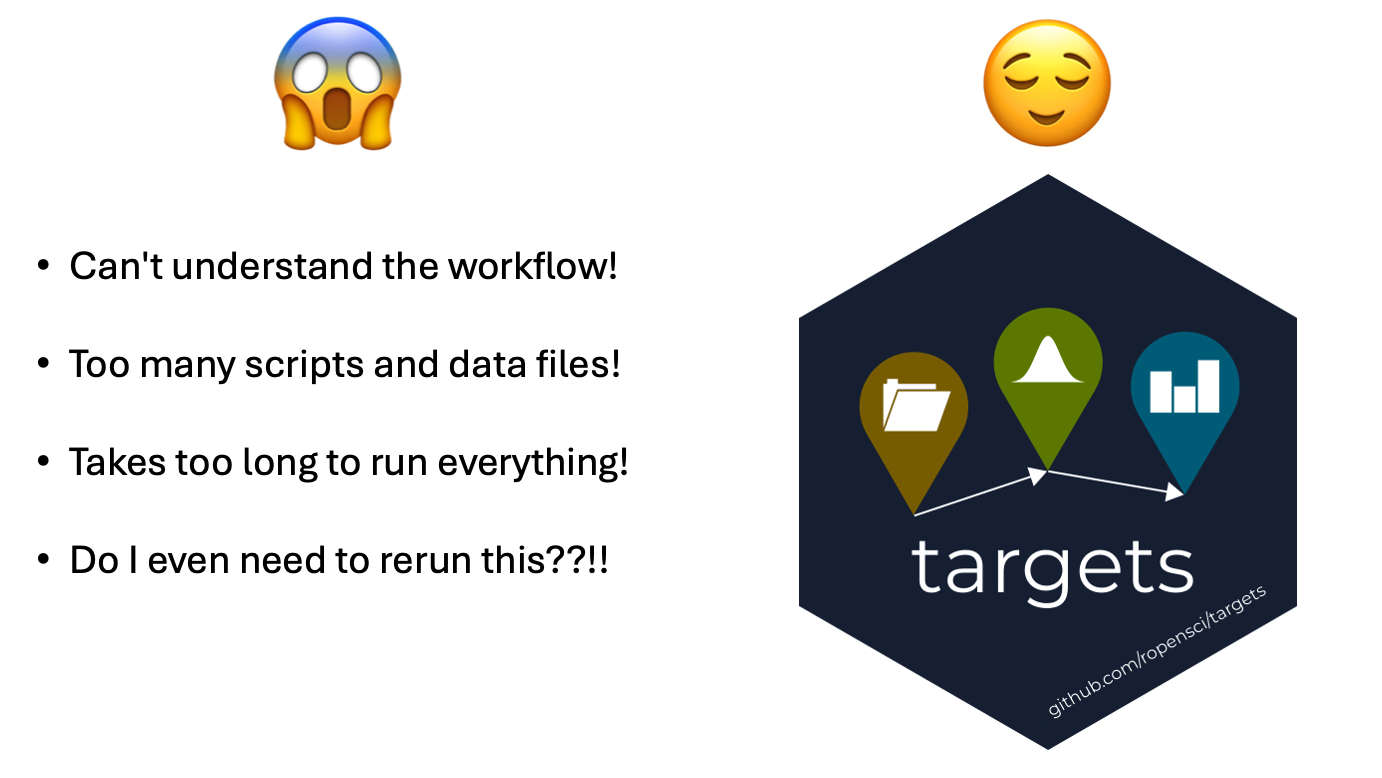 • Can't understand the workflow!
• Too many scripts and data files!
• Takes too long to run everything!
• Do I even need to rerun this??!!
targets
github.com/ropensci/targets